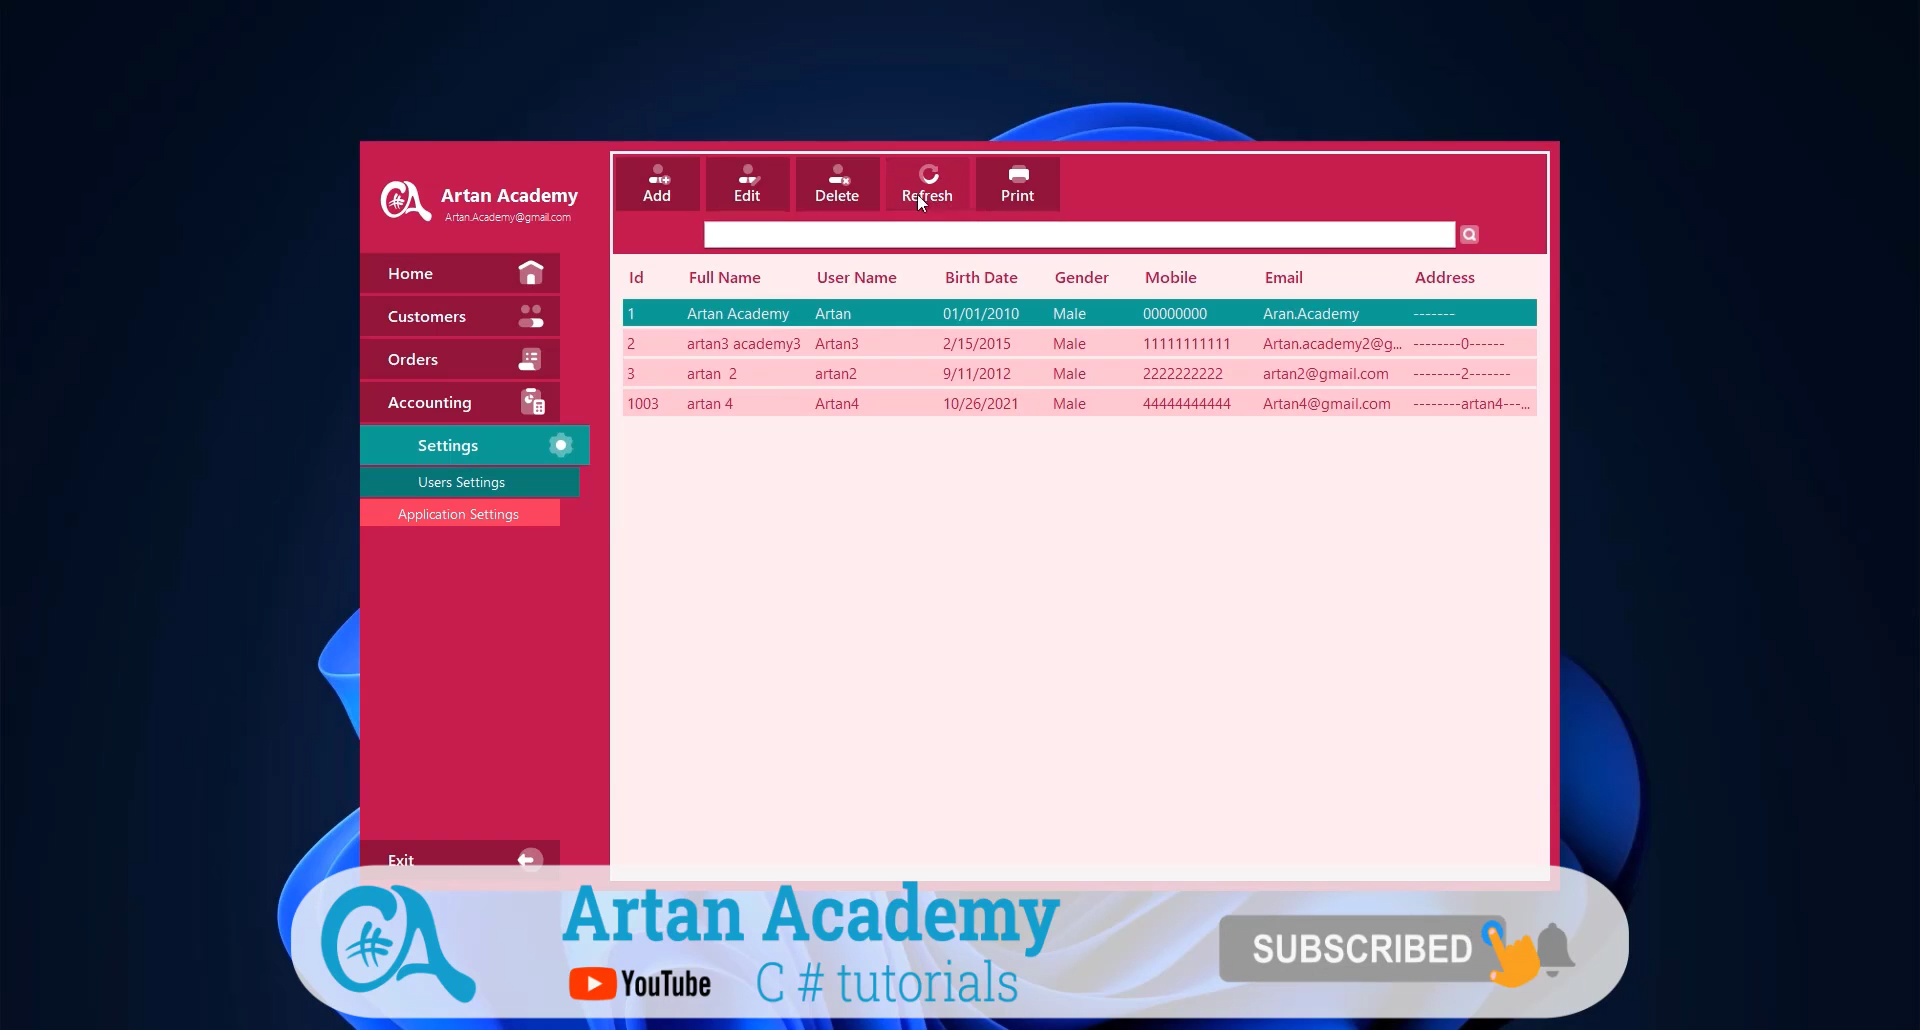 Artan Academy
Artan.Academy@gmail.com
Home
Customers
Orders
Accounting
Settings
Users Settings
Application Settings
Exit
Add Edit Delete Refresh Print
Id Full Name User Name Birth Date Gender Mobile Email Address
1 Artan Academy Artan 01/01/2010 Male 00000000 Aran.Academy -------
2 artan3 academy3 Artan3 2/15/2015 Male 11111111111 Artan.academy2@g... --------0------
3 artan  2 artan2 9/11/2012 Male 2222222222 artan2@gmail.com --------2-------
1003 artan 4 Artan4 10/26/2021 Male 44444444444 Artan4@gmail.com --------artan4---...
Artan Academy
YouTube C # tutorials
SUBSCRIBED